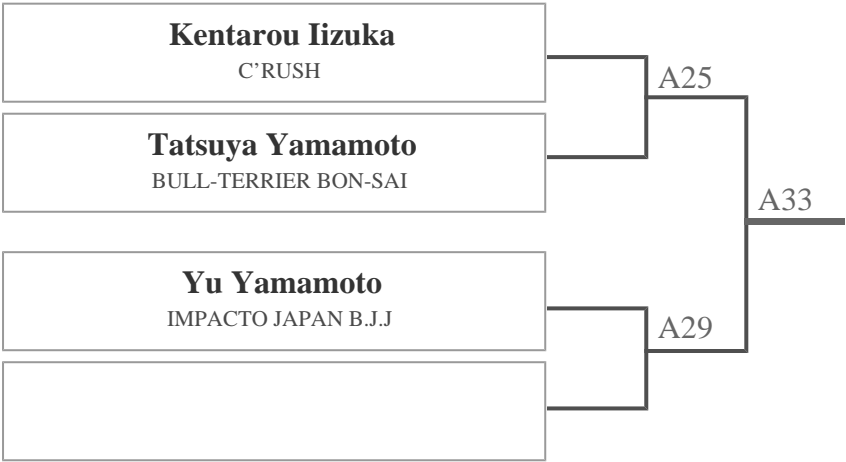 Kentarou Iizuka
C’RUSH
A25
Tatsuya Yamamoto
BULL-TERRIER BON-SAI
A33
Yu Yamamoto
IMPACTO JAPAN B.J.J
A29